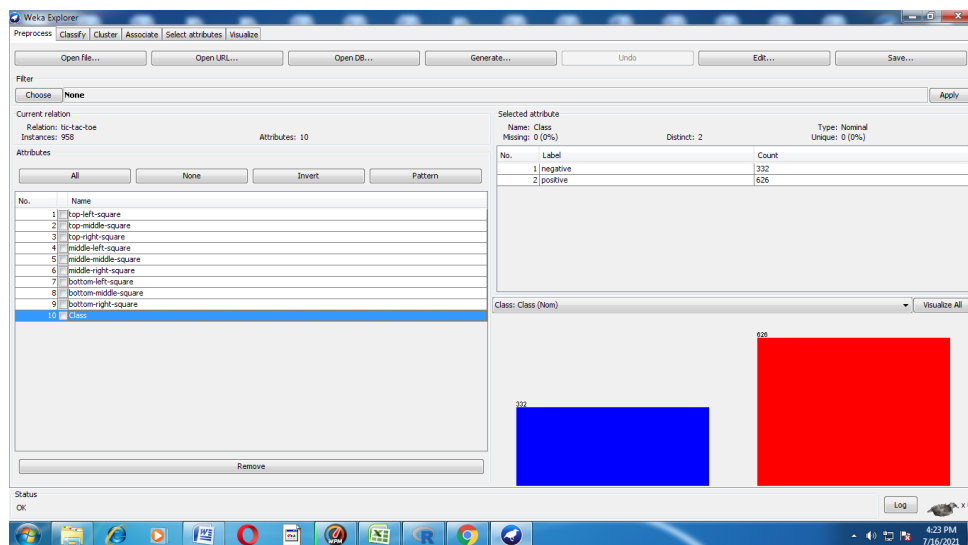 Weka Explorer
Preprocess Classify Cluster Associate Select attributes Visualize
Open file... Open URL... Open DB... Generate... Undo Edit... Save...
Filter
Choose None Apply
Current relation
Relation: tic-tac-toe
Instances: 958 Attributes: 10
Attributes
All None Invert Pattern
No. Name
1 top-left-square
2 top-middle-square
3 top-right-square
4 middle-left-square
5 middle-middle-square
6 middle-right-square
7 bottom-left-square
8 bottom-middle-square
9 bottom-right-square
10 Class
Remove
Selected attribute
Name: Class Type: Nominal
Missing: 0 (0%) Distinct: 2 Unique: 0 (0%)
No. Label Count
1 negative 332
2 positive 626
Class: Class (Nom) Visualize All
626
332
Status
OK
Log x
WPM
R
4:23 PM
7/16/2021